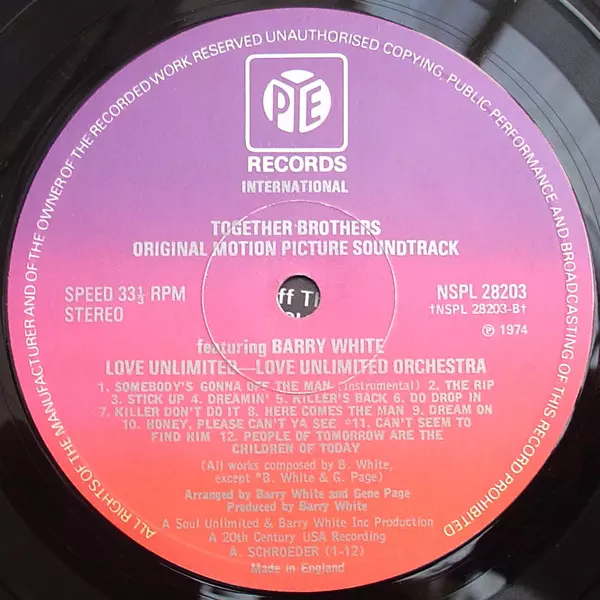 ALL RIGHTS OF THE MANUFACTURER AND OF THE OWNER OF THE RECORDED WORK RESERVED UNAUTHORISED COPYING, PUBLIC PERFORMANCE AND BROADCASTING OF THIS RECORD PROHIBITED
PYE
RECORDS
INTERNATIONAL
TOGETHER BROTHERS
ORIGINAL MOTION PICTURE SOUNDTRACK
SPEED 33⅓ RPM
STEREO
NSPL 28203
†NSPL 28203-B†
℗ 1974
ff Th
featuring BARRY WHITE
LOVE UNLIMITED—LOVE UNLIMITED ORCHESTRA
1. SOMEBODY'S GONNA OFF THE MAN (instrumental) 2. THE RIP
3. STICK UP 4. DREAMIN' 5. KILLER'S BACK 6. DO DROP IN
7. KILLER DON'T DO IT 8. HERE COMES THE MAN 9. DREAM ON
10. HONEY, PLEASE CAN'T YA SEE *11. CAN'T SEEM TO
FIND HIM 12. PEOPLE OF TOMORROW ARE THE
CHILDREN OF TODAY
(All works composed by B. White,
except *B. White & G. Page)
Arranged by Barry White and Gene Page
Produced by Barry White
A Soul Unlimited & Barry White Inc Production
A 20th Century USA Recording
A. SCHROEDER (1-12)
Made in England